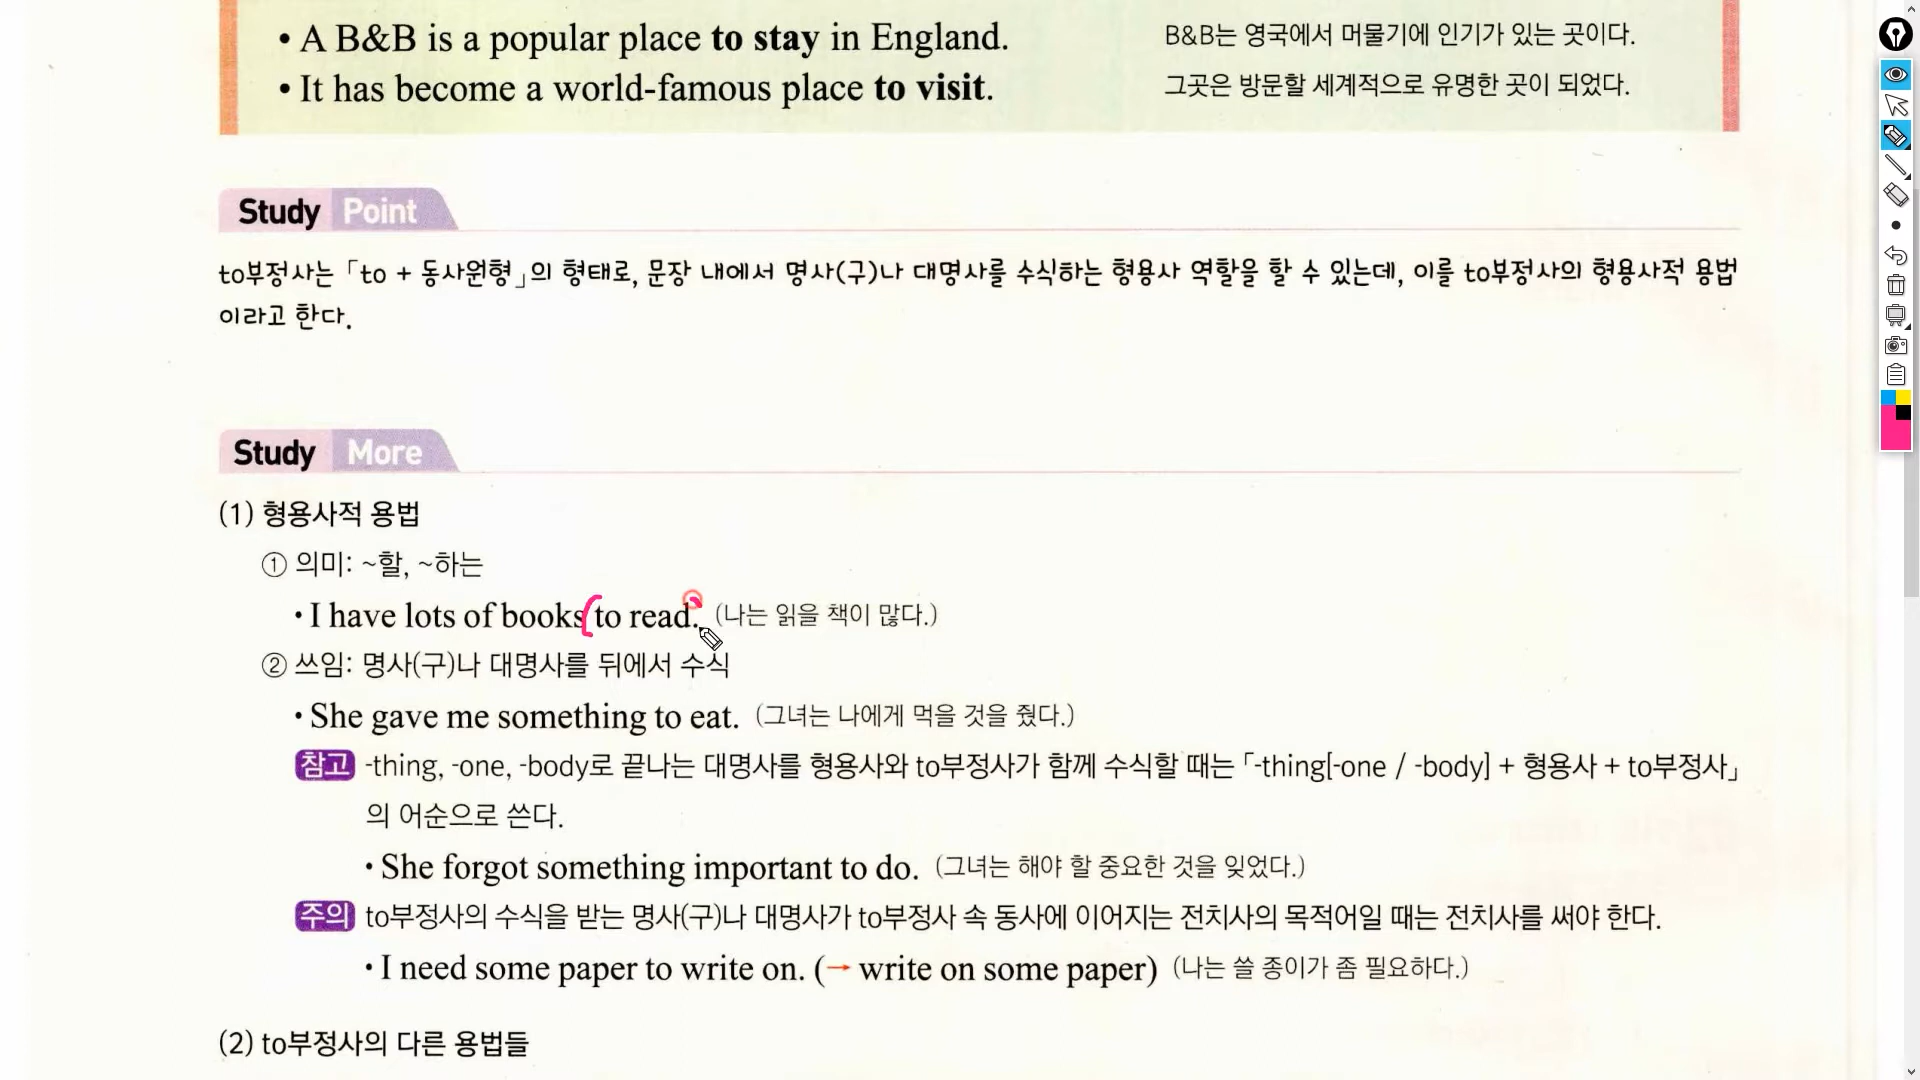 • A B&B is a popular place to stay in England. B&B는 영국에서 머물기에 인기가 있는 곳이다.
• It has become a world-famous place to visit. 그곳은 방문할 세계적으로 유명한 곳이 되었다.
Study Point
to부정사는 「to + 동사원형」의 형태로, 문장 내에서 명사(구)나 대명사를 수식하는 형용사 역할을 할 수 있는데, 이를 to부정사의 형용사적 용법
이라고 한다.
Study More
(1) 형용사적 용법
① 의미: ~할, ~하는
• I have lots of books to read. (나는 읽을 책이 많다.)
② 쓰임: 명사(구)나 대명사를 뒤에서 수식
• She gave me something to eat. (그녀는 나에게 먹을 것을 줬다.)
참고 -thing, -one, -body로 끝나는 대명사를 형용사와 to부정사가 함께 수식할 때는 「-thing[-one / -body] + 형용사 + to부정사」
의 어순으로 쓴다.
• She forgot something important to do. (그녀는 해야 할 중요한 것을 잊었다.)
주의 to부정사의 수식을 받는 명사(구)나 대명사가 to부정사 속 동사에 이어지는 전치사의 목적어일 때는 전치사를 써야 한다.
• I need some paper to write on. (→ write on some paper) (나는 쓸 종이가 좀 필요하다.)
(2) to부정사의 다른 용법들